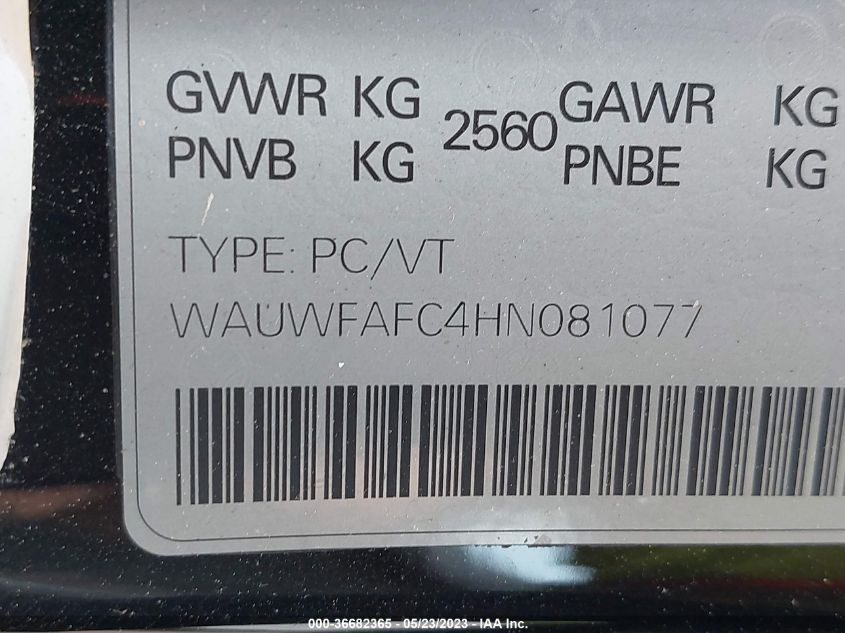 GVWR KG 2560 GAWR KG
PNVB KG PNBE KG
TYPE: PC/VT
WAUWFAFC4HN081077
000-36682365 - 05/23/2023 - IAA Inc.